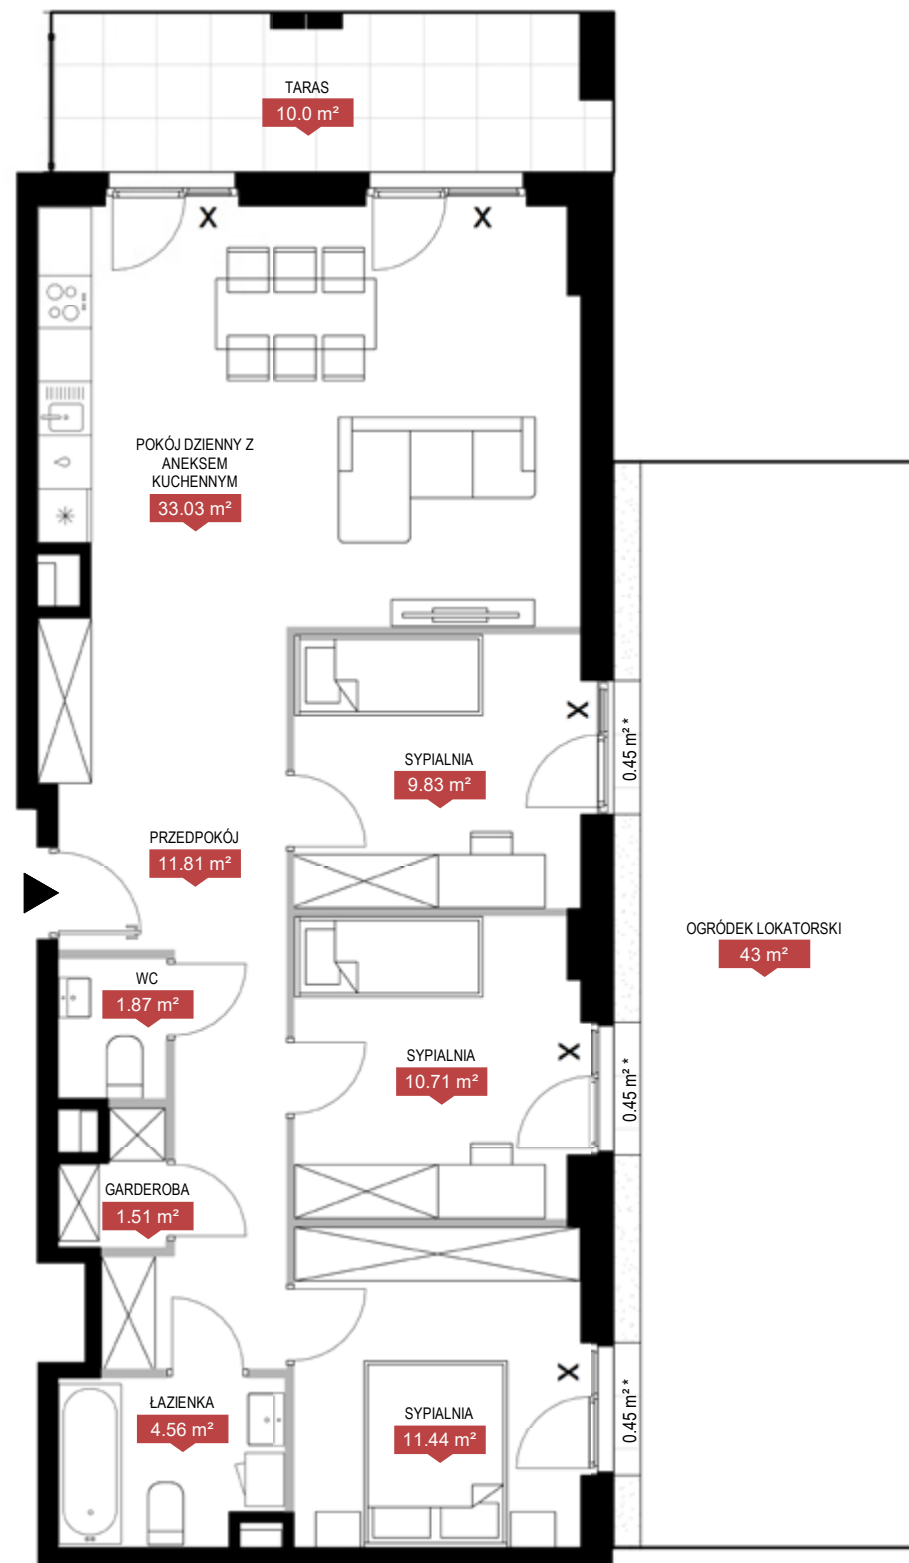 TARAS
10.0 m²
X
X
POKÓJ DZIENNY Z
ANEKSEM
KUCHENNYM
33.03 m²
X
SYPIALNIA
9.83 m²
0.45 m² *
PRZEDPOKÓJ
11.81 m²
OGRÓDEK LOKATORSKI
43 m²
WC
1.87 m²
X
SYPIALNIA
10.71 m²
0.45 m² *
GARDEROBA
1.51 m²
X
ŁAZIENKA
4.56 m²
SYPIALNIA
11.44 m²
0.45 m² *